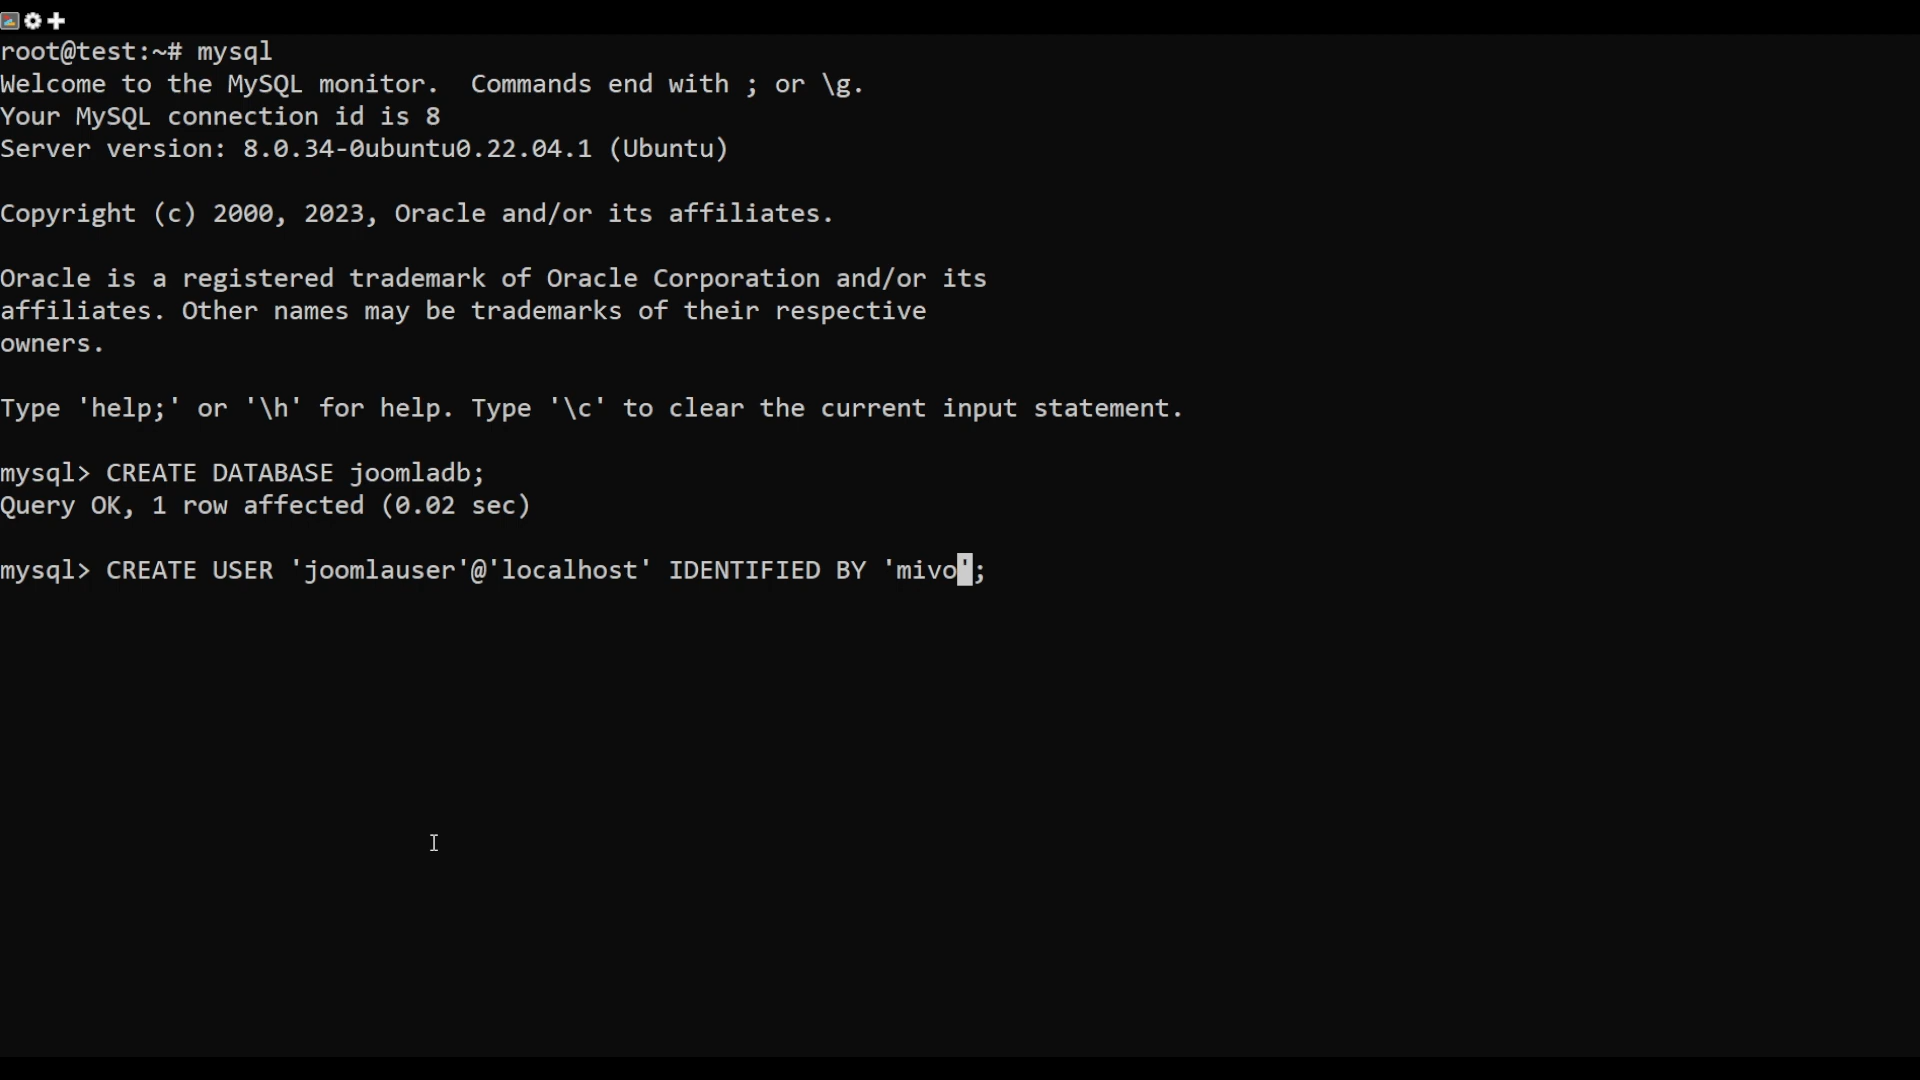 root@test:~# mysql
Welcome to the MySQL monitor.  Commands end with ; or \g.
Your MySQL connection id is 8
Server version: 8.0.34-0ubuntu0.22.04.1 (Ubuntu)
Copyright (c) 2000, 2023, Oracle and/or its affiliates.
Oracle is a registered trademark of Oracle Corporation and/or its
affiliates. Other names may be trademarks of their respective
owners.
Type 'help;' or '\h' for help. Type '\c' to clear the current input statement.
mysql> CREATE DATABASE joomladb;
Query OK, 1 row affected (0.02 sec)
mysql> CREATE USER 'joomlauser'@'localhost' IDENTIFIED BY 'mivo';